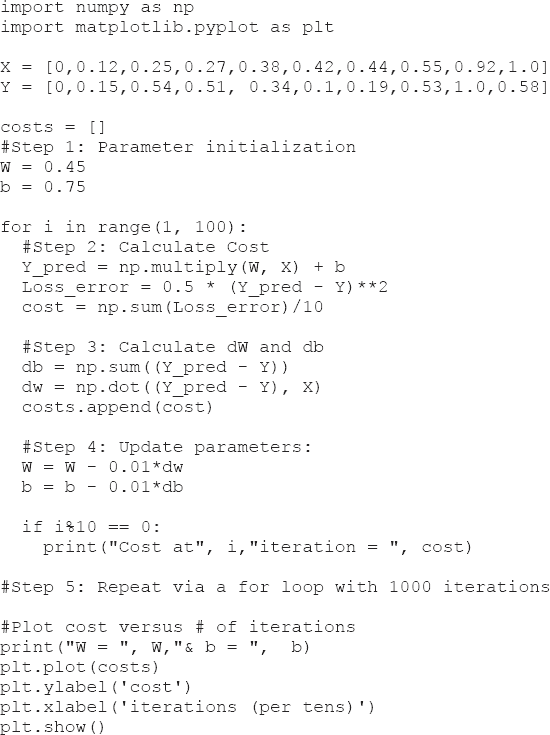 import numpy as np
import matplotlib.pyplot as plt
X = [0,0.12,0.25,0.27,0.38,0.42,0.44,0.55,0.92,1.0]
Y = [0,0.15,0.54,0.51, 0.34,0.1,0.19,0.53,1.0,0.58]
costs = []
#Step 1: Parameter initialization
W = 0.45
b = 0.75
for i in range(1, 100):
  #Step 2: Calculate Cost
  Y_pred = np.multiply(W, X) + b
  Loss_error = 0.5 * (Y_pred - Y)**2
  cost = np.sum(Loss_error)/10
  #Step 3: Calculate dW and db
  db = np.sum((Y_pred - Y))
  dw = np.dot((Y_pred - Y), X)
  costs.append(cost)
  #Step 4: Update parameters:
  W = W - 0.01*dw
  b = b - 0.01*db
  if i%10 == 0:
    print("Cost at", i,"iteration = ", cost)
#Step 5: Repeat via a for loop with 1000 iterations
#Plot cost versus # of iterations
print("W = ", W,"& b = ",  b)
plt.plot(costs)
plt.ylabel('cost')
plt.xlabel('iterations (per tens)')
plt.show()